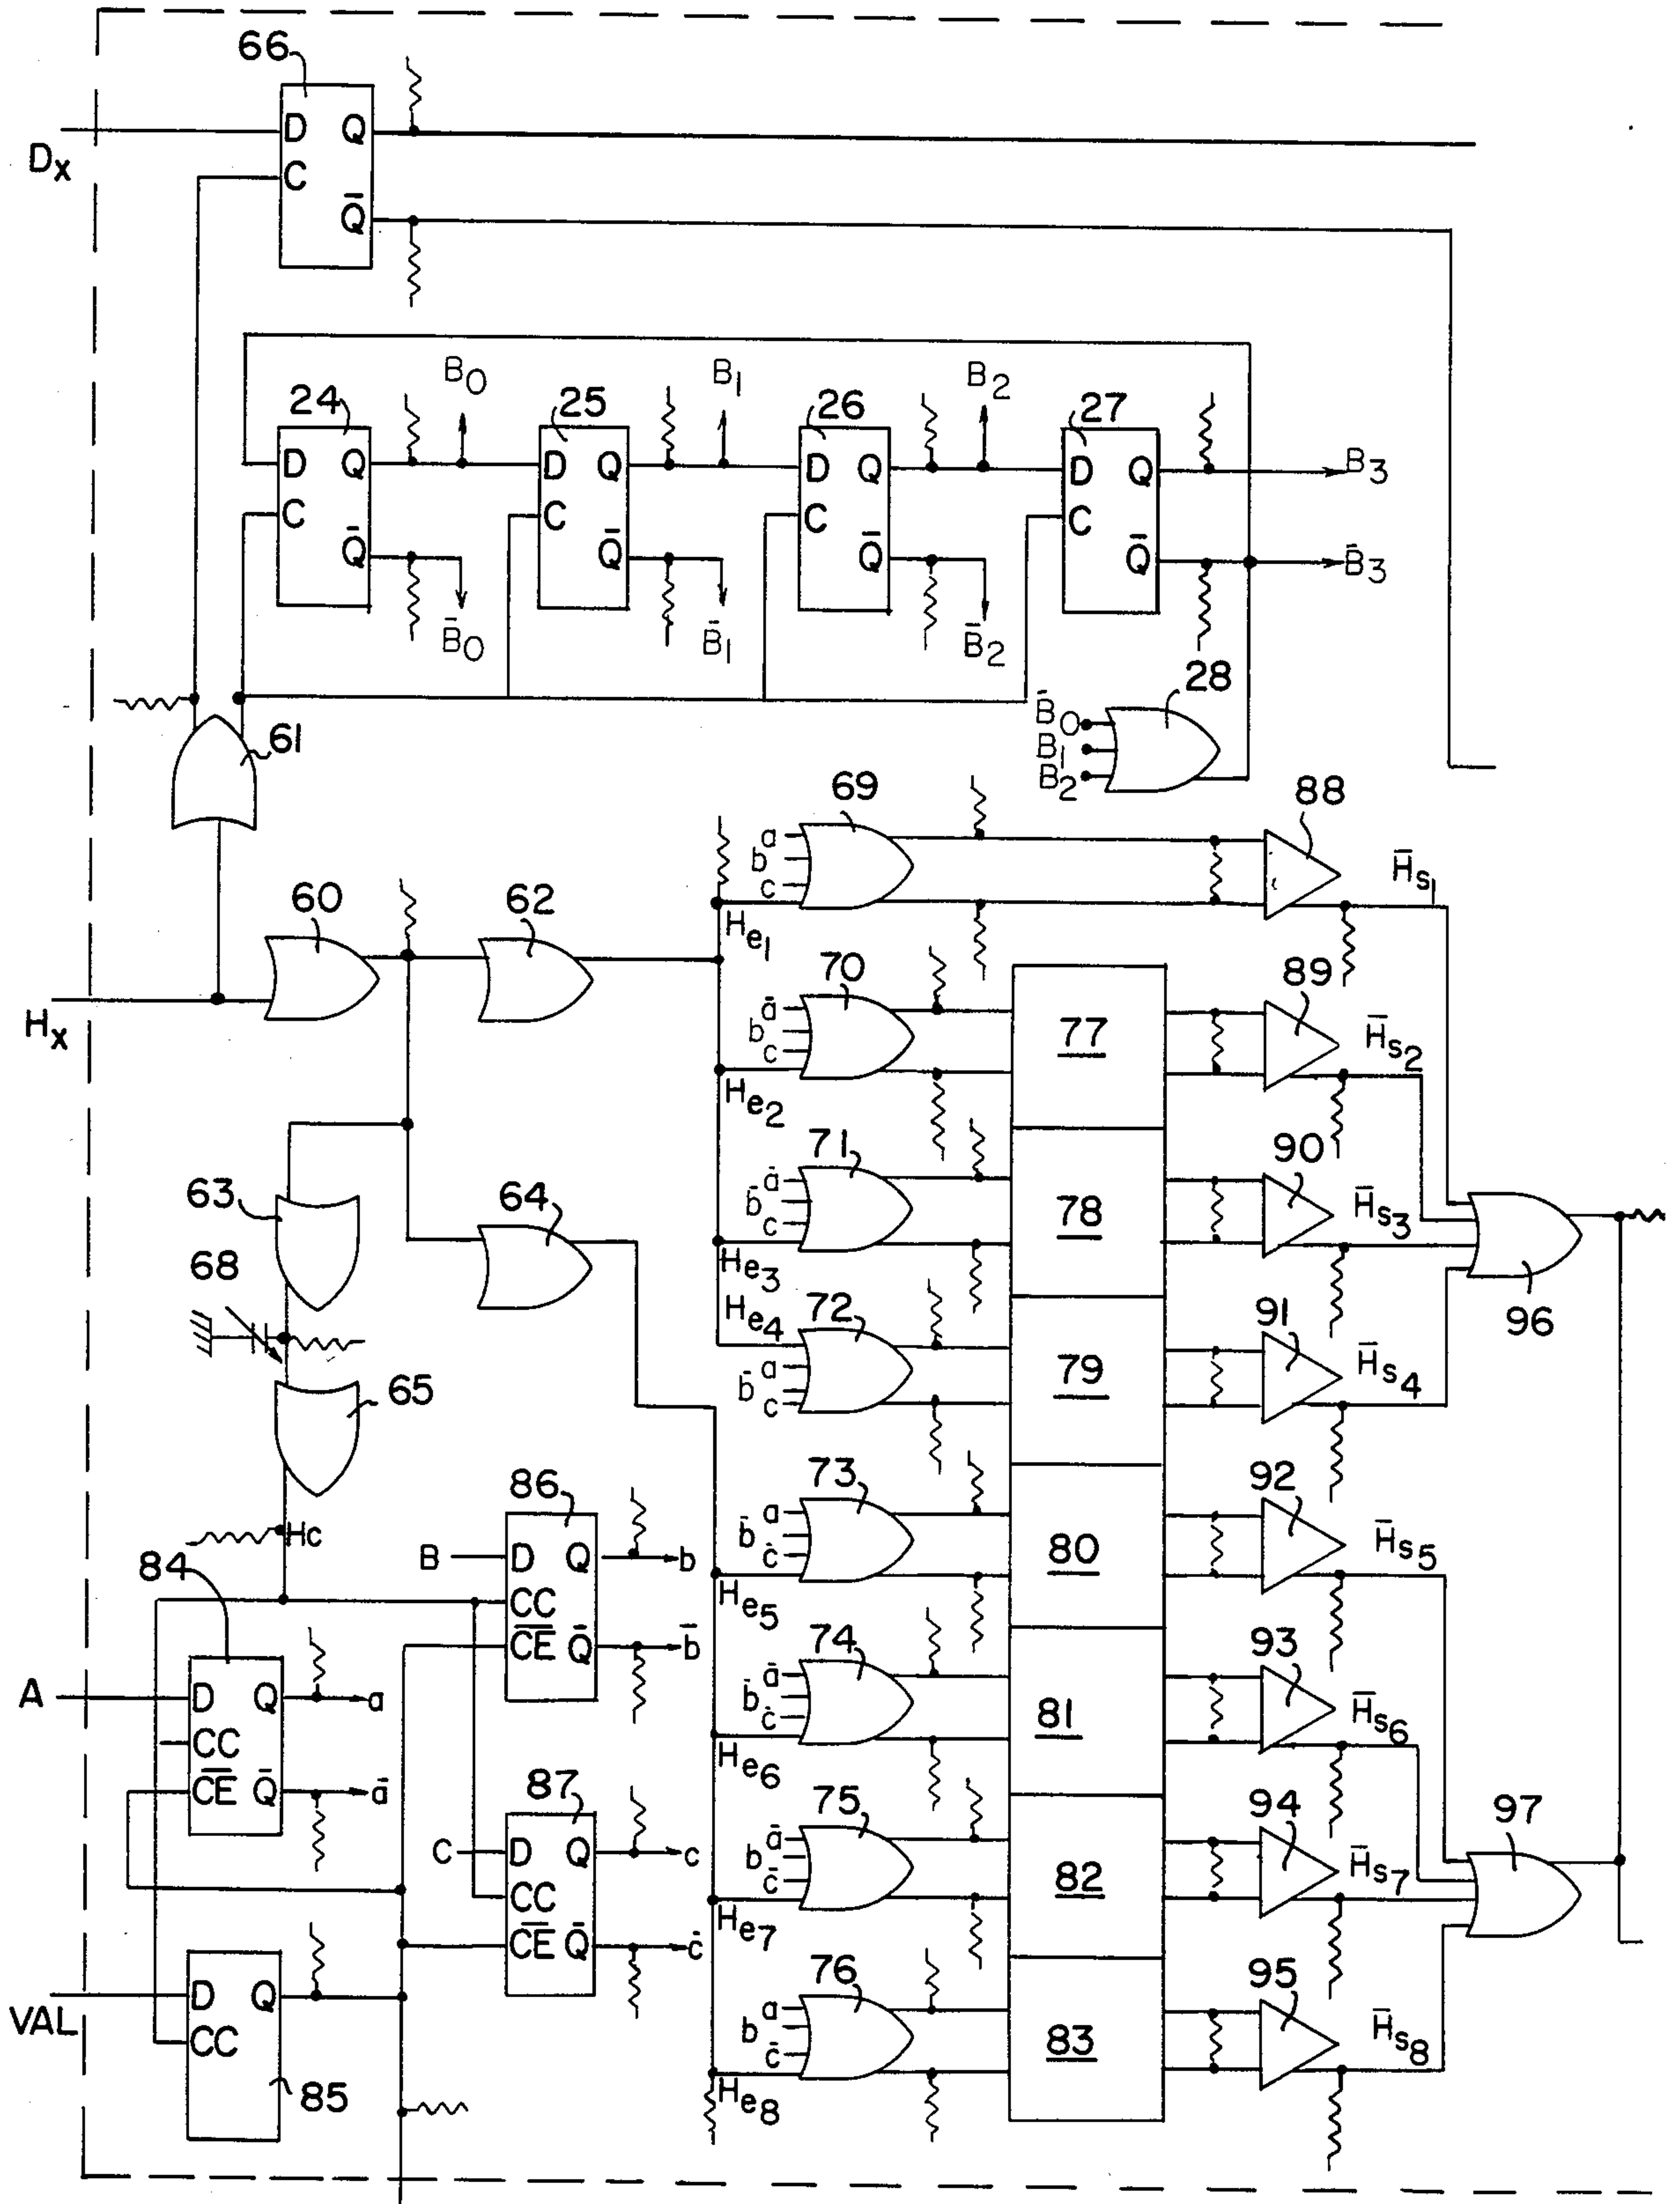 66
D Q
Dx
C
Q̄
B0 B1 B2
24 25 26 27
D Q D Q D Q D Q B3
C C C C
Q̄ Q̄ Q̄ Q̄ B̄3
B̄0 B̄1 B̄2
28
B̄0
B1
B2
61
69 88
a
b
c
He1
H̄s1
60 62
Hx
70 77 89
ā
b
c
He2
H̄s2
71 78 90
ā
b̄
c
He3
H̄s3
63 64
68
He4 72 79 91
a
b̄
c
H̄s4
96
65
Hc
73 80 92
a
b̄
c̄
He5
H̄s5
84 86
B D Q b
CC
CE̅ Q̄ b̄
A D Q a
CC
CE̅ Q̄ ā
74 81 93
ā
b̄
c̄
He6
H̄s6
87
C D Q c
CC
CE̅ Q̄ c̄
75 82 94 97
ā
b
c̄
He7
H̄s7
VAL D Q
CC
85
76 83 95
a
b
c̄
He8
H̄s8